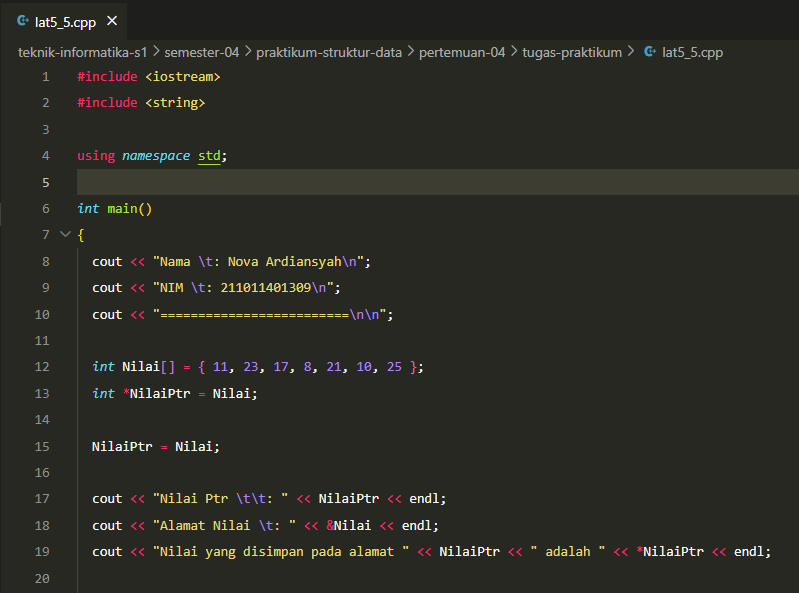 lat5_5.cpp
teknik-informatika-s1 > semester-04 > praktikum-struktur-data > pertemuan-04 > tugas-praktikum > lat5_5.cpp
1 #include <iostream>
2 #include <string>
3
4 using namespace std;
5
6 int main()
7 {
8 cout << "Nama \t: Nova Ardiansyah\n";
9 cout << "NIM \t: 211011401309\n";
10 cout << "=========================\n\n";
11
12 int Nilai[] = { 11, 23, 17, 8, 21, 10, 25 };
13 int *NilaiPtr = Nilai;
14
15 NilaiPtr = Nilai;
16
17 cout << "Nilai Ptr \t\t: " << NilaiPtr << endl;
18 cout << "Alamat Nilai \t: " << &Nilai << endl;
19 cout << "Nilai yang disimpan pada alamat " << NilaiPtr << " adalah " << *NilaiPtr << endl;
20